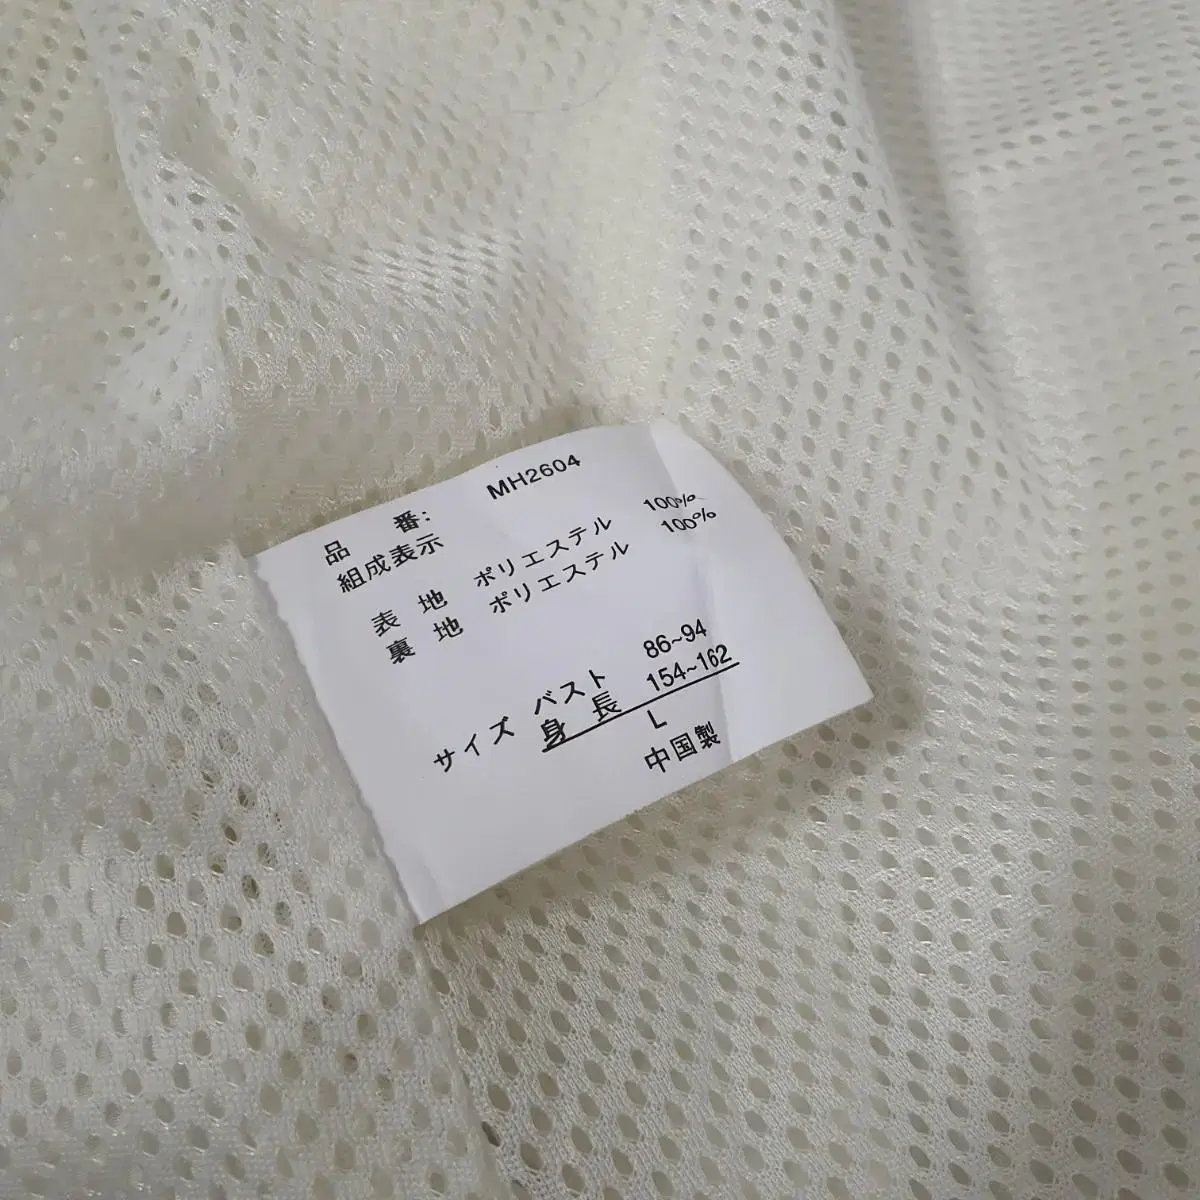 品 番: MH2604
組成表示
表 地 ポリエステル 100%
裏 地 ポリエステル 100%
サイズ バスト 86~94
身 長 154~162
L
中国製